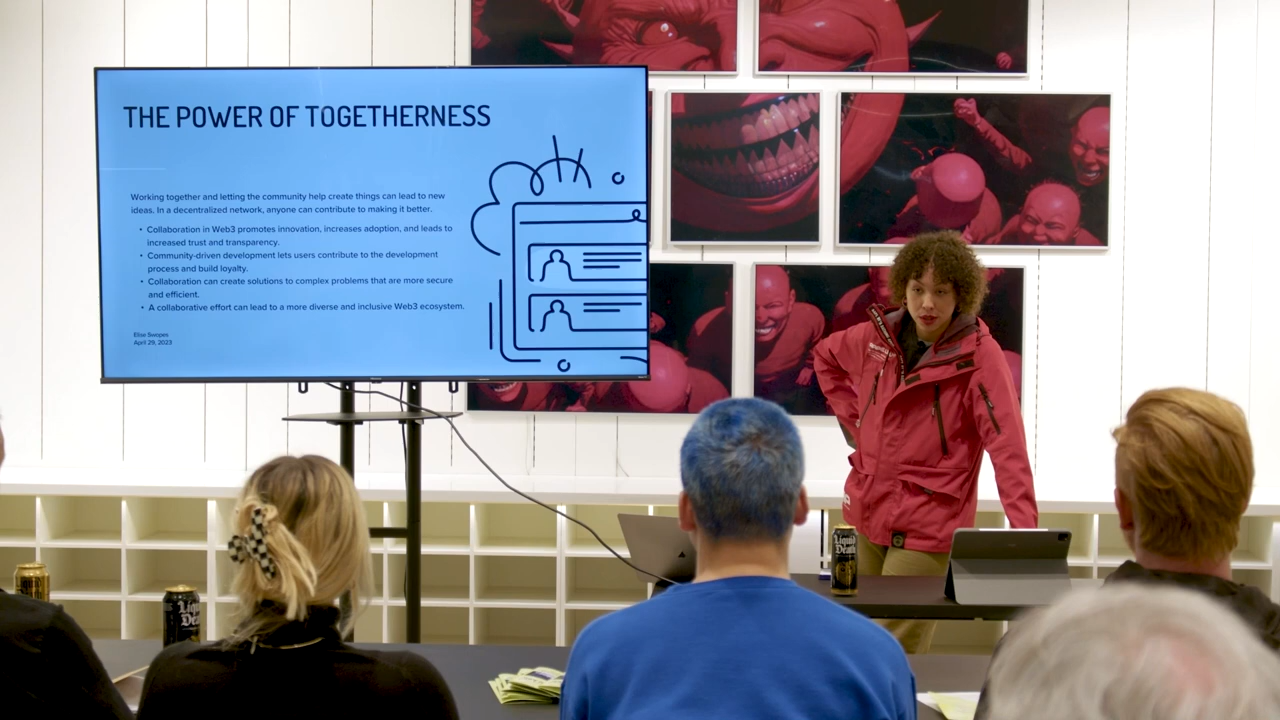 THE POWER OF TOGETHERNESS
Working together and letting the community help create things can lead to new
ideas. In a decentralized network, anyone can contribute to making it better.
• Collaboration in Web3 promotes innovation, increases adoption, and leads to
increased trust and transparency.
• Community-driven development lets users contribute to the development
process and build loyalty.
• Collaboration can create solutions to complex problems that are more secure
and efficient.
• A collaborative effort can lead to a more diverse and inclusive Web3 ecosystem.
Elise Swopes
April 29, 2023
Liquid
Death
Liquid
Death